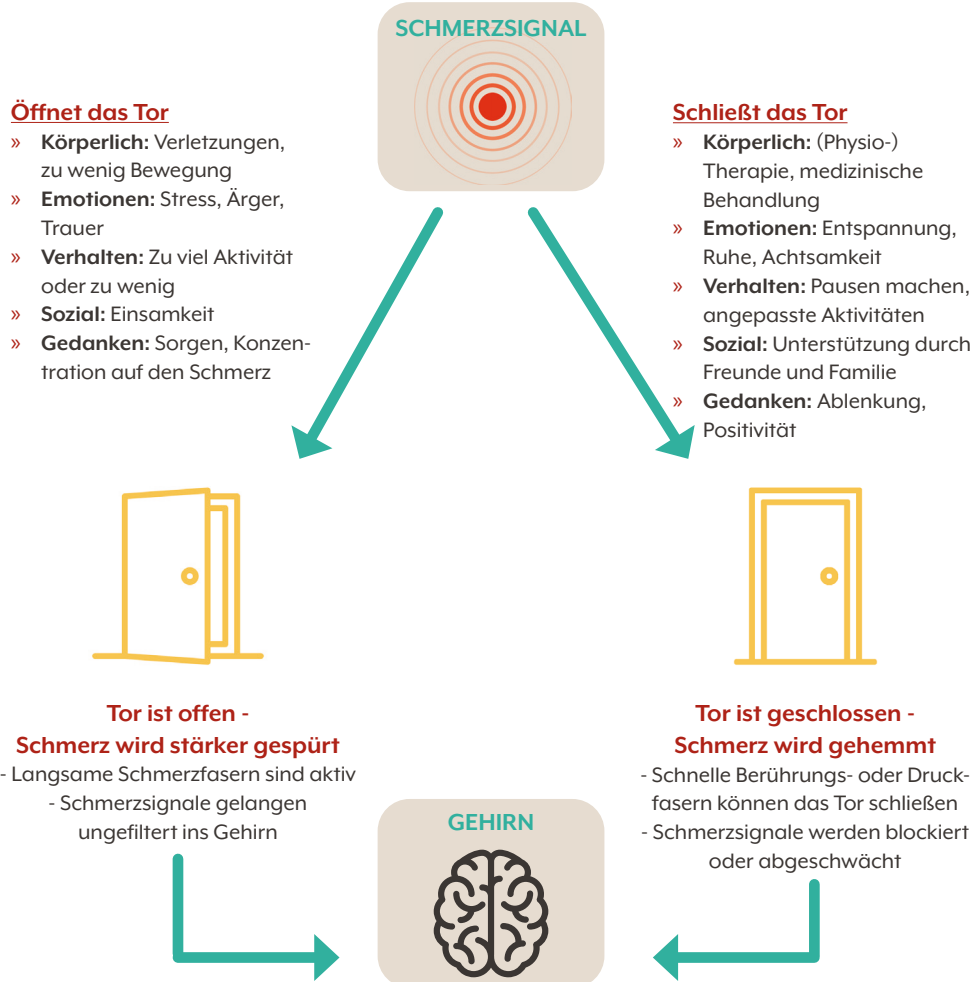 SCHMERZSIGNAL
Öffnet das Tor
» Körperlich: Verletzungen,
zu wenig Bewegung
» Emotionen: Stress, Ärger,
Trauer
» Verhalten: Zu viel Aktivität
oder zu wenig
» Sozial: Einsamkeit
» Gedanken: Sorgen, Konzen-
tration auf den Schmerz
Schließt das Tor
» Körperlich: (Physio-)
Therapie, medizinische
Behandlung
» Emotionen: Entspannung,
Ruhe, Achtsamkeit
» Verhalten: Pausen machen,
angepasste Aktivitäten
» Sozial: Unterstützung durch
Freunde und Familie
» Gedanken: Ablenkung,
Positivität
Tor ist offen -
Schmerz wird stärker gespürt
- Langsame Schmerzfasern sind aktiv
- Schmerzsignale gelangen
ungefiltert ins Gehirn
Tor ist geschlossen -
Schmerz wird gehemmt
- Schnelle Berührungs- oder Druck-
fasern können das Tor schließen
- Schmerzsignale werden blockiert
oder abgeschwächt
GEHIRN